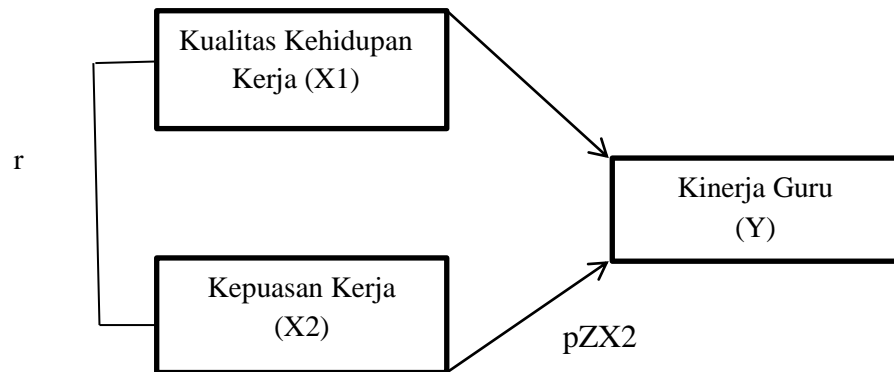 Kualitas Kehidupan
Kerja (X1)
r
Kinerja Guru
(Y)
Kepuasan Kerja
(X2)
pZX2